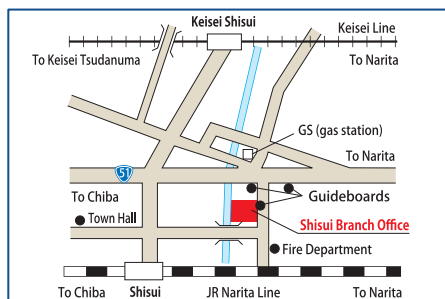 Keisei Shisui
Keisei Line
To Keisei Tsudanuma
To Narita
GS (gas station)
To Narita
51
To Chiba
Guideboards
Town Hall
Shisui Branch Office
Fire Department
To Chiba
Shisui
JR Narita Line
To Narita